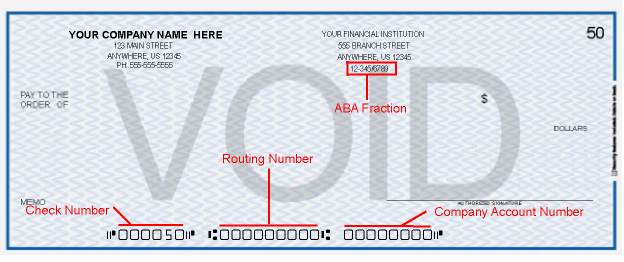 YOUR COMPANY NAME HERE
123 MAIN STREET
ANYWHERE, US 12345
PH. 555-555-5555
YOUR FINANCIAL INSTITUTION
555 BRANCH STREET
ANYWHERE, US 12345
12-345/6789
50
ABA Fraction
PAY TO THE
ORDER OF
$
DOLLARS
VOID
Routing Number
MEMO
AUTHORIZED SIGNATURE
Check Number
Company Account Number
⑈000050⑈ ⑆000000000⑆ 00000000⑈